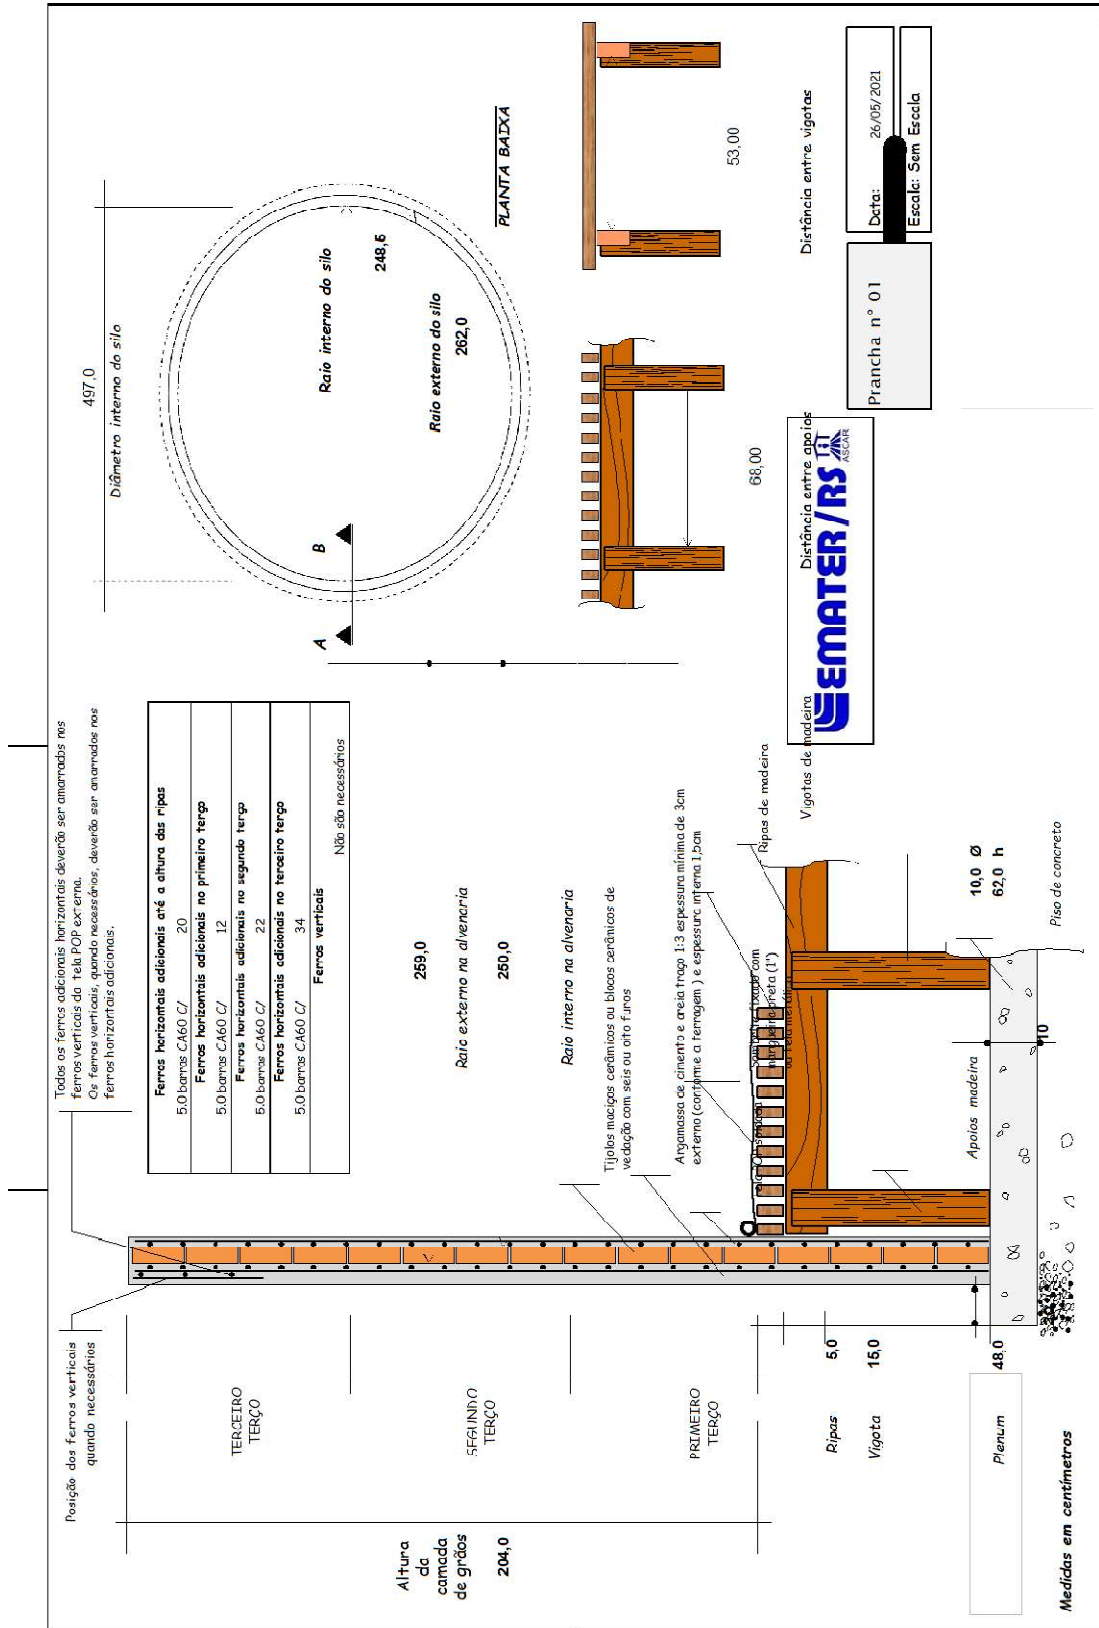 Todos os ferros adicionais horizontais deverão ser amarrados nos
ferros verticais da tela POP externa.
Os ferros verticais, quando necessários, deverão ser amarrados nos
ferros horizontais adicionais.
Posição dos ferros verticais
quando necessários
Ferros horizontais adicionais até a altura das ripas
5.0 barras CA60 C/ 20
Ferros horizontais adicionais no primeiro terço
5.0 barras CA60 C/ 12
Ferros horizontais adicionais no segundo terço
5.0 barras CA60 C/ 22
Ferros horizontais adicionais no terceiro terço
5.0 barras CA60 C/ 34
Ferros verticais
Não são necessários
497,0
Diâmetro interno do silo
Raio interno do silo
248,5
Raio externo do silo
262,0
A
B
PLANTA BAIXA
TERCEIRO
TERÇO
SEGUNDO
TERÇO
PRIMEIRO
TERÇO
Altura
da
camada
de grãos
204,0
259,0
Raio externo na alvenaria
250,0
Raio interno na alvenaria
Tijolos maciços cerâmicos ou blocos cerâmicos de
vedação com seis ou oito furos
Argamassa de cimento e areia traço 1:3 espessura mínima de 3cm
externo (conforme a ferragem) e espessura interna 1,5cm
Sombrite fixado com
mangueira preta (1")
Ripas de madeira
Vigotas de madeira
53,00
Distância entre vigotas
68,00
Distância entre apoios
Ripas 5,0
Vigota 15,0
Plenum 48,0
Apoios madeira
10,0 Ø
62,0 h
10
Piso de concreto
Medidas em centímetros
EMATER/RS
ASCAR
Prancha n° 01
Data: 26/05/2021
Escala: Sem Escala